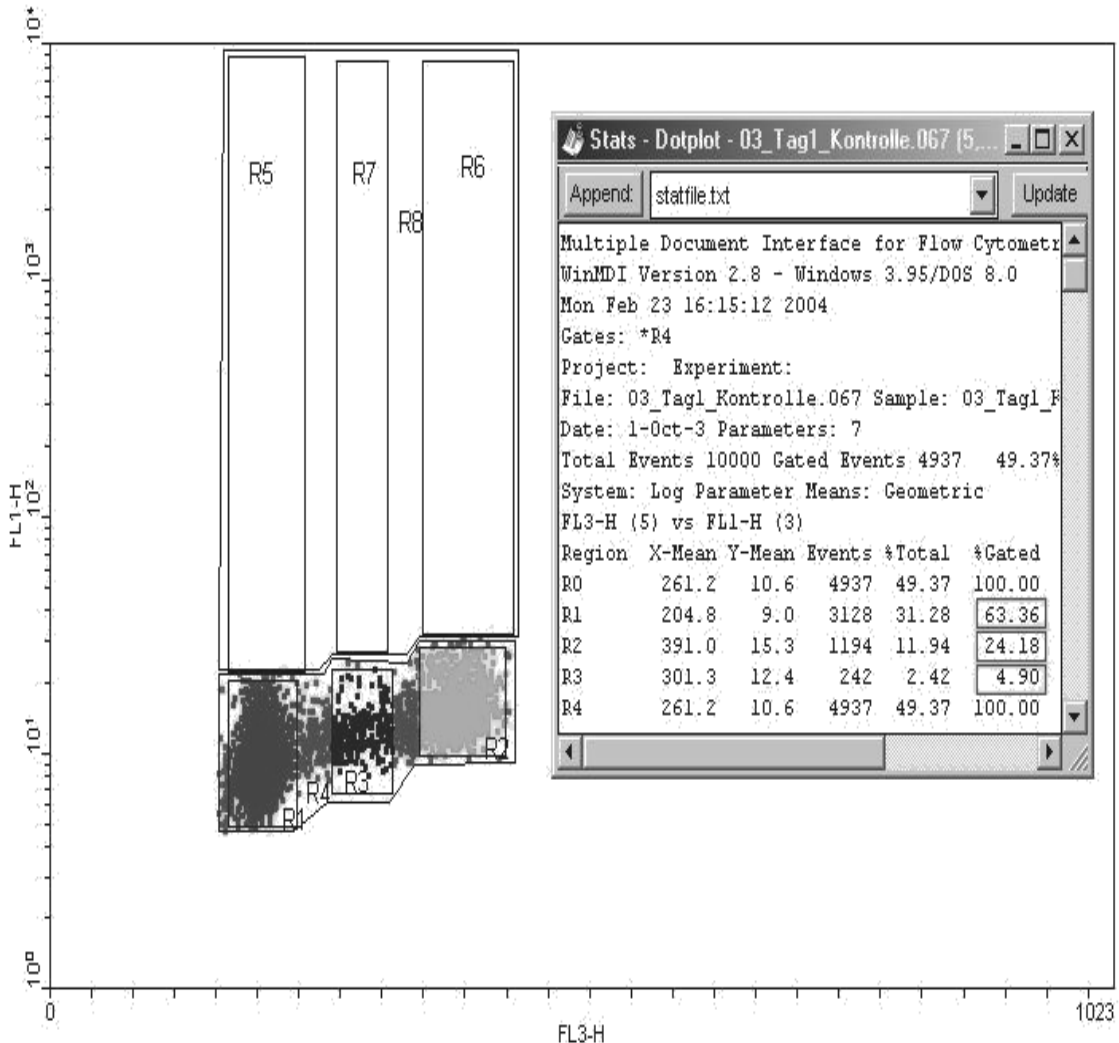 10⁴
10³
10²
10¹
10⁰
FL1-H
R5
R7
R6
R8
R4
R3
R1
R2
0
1023
FL3-H
Stats - Dotplot - 03_Tag1_Kontrolle.067 (5,...
Append:
statfile.txt
Update
Multiple Document Interface for Flow Cytometr
WinMDI Version 2.8 - Windows 3.95/DOS 8.0
Mon Feb 23 16:15:12 2004
Gates: *R4
Project: Experiment:
File: 03_Tag1_Kontrolle.067 Sample: 03_Tag1_K
Date: 1-Oct-3 Parameters: 7
Total Events 10000 Gated Events 4937 49.37%
System: Log Parameter Means: Geometric
FL3-H (5) vs FL1-H (3)
Region X-Mean Y-Mean Events %Total %Gated
R0 261.2 10.6 4937 49.37 100.00
R1 204.8 9.0 3128 31.28 63.36
R2 391.0 15.3 1194 11.94 24.18
R3 301.3 12.4 242 2.42 4.90
R4 261.2 10.6 4937 49.37 100.00